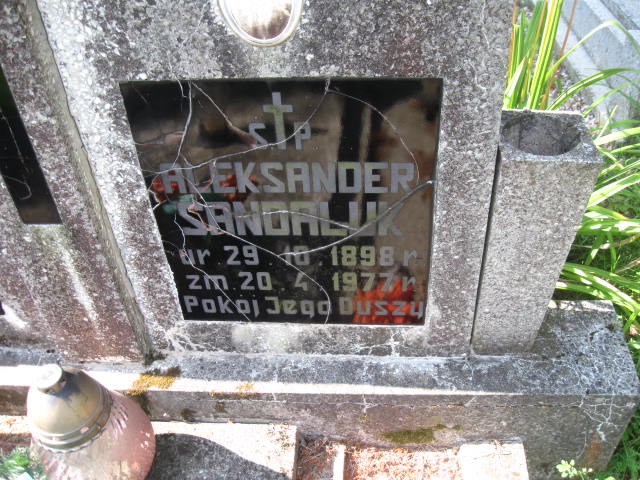 Ś P
ALEKSANDER
SANDALUK
ur 29 10 1898 r
zm 20 4 1977 r
Pokój Jego Duszy